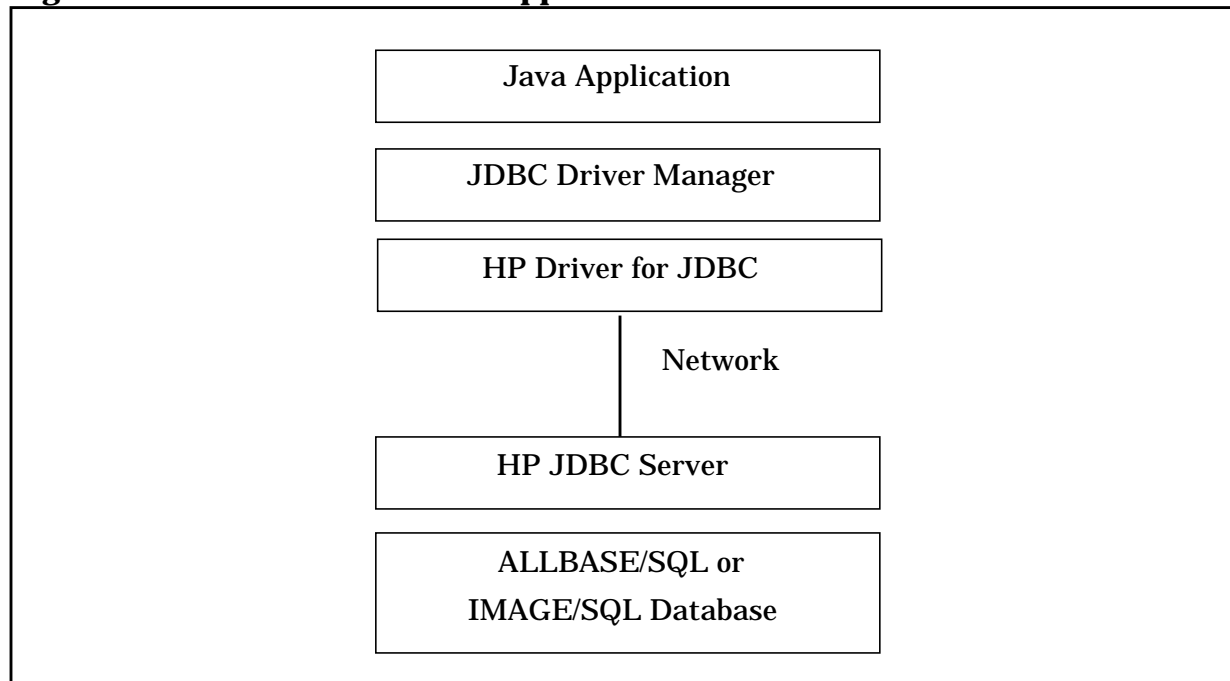 Java Application
JDBC Driver Manager
HP Driver for JDBC
Network
HP JDBC Server
ALLBASE/SQL or
IMAGE/SQL Database